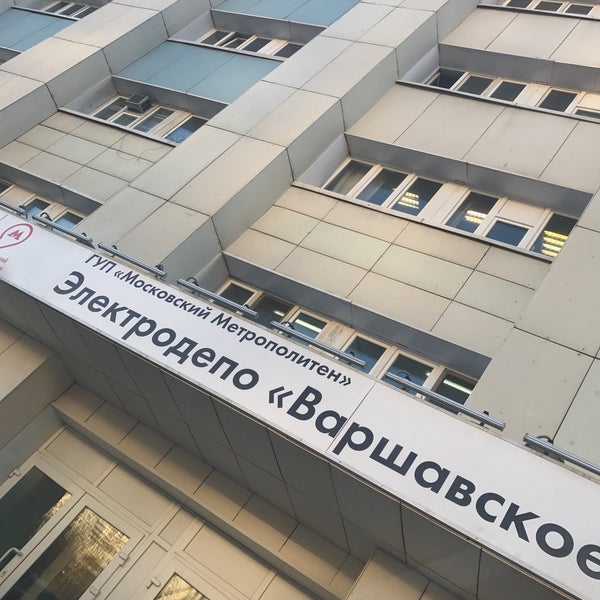 ГУП «Московский Метрополитен»
Электродепо «Варшавское